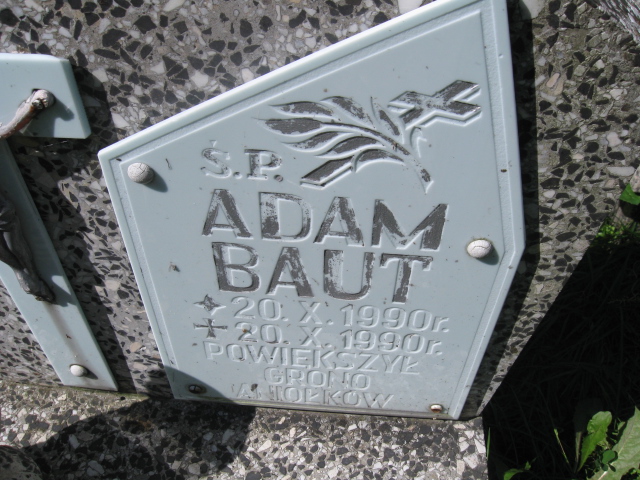 Ś.P.
ADAM
BAUT
20. X. 1990r.
20. X. 1990r.
POWIĘKSZYŁ
GRONO
ANIOŁKÓW